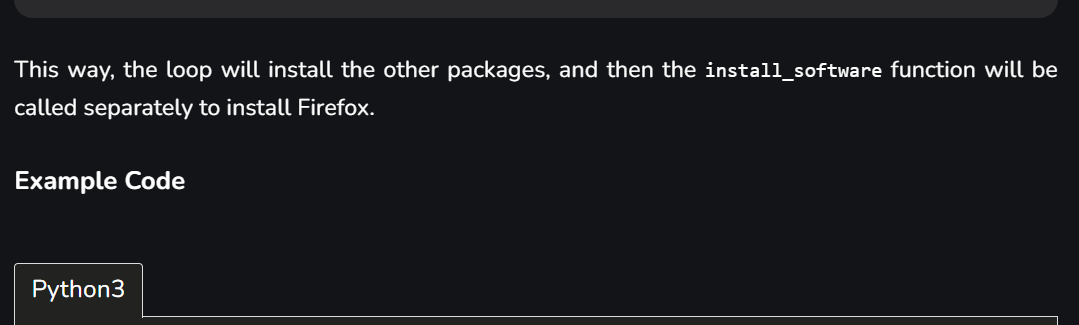 This way, the loop will install the other packages, and then the install_software function will be
called separately to install Firefox.
Example Code
Python3